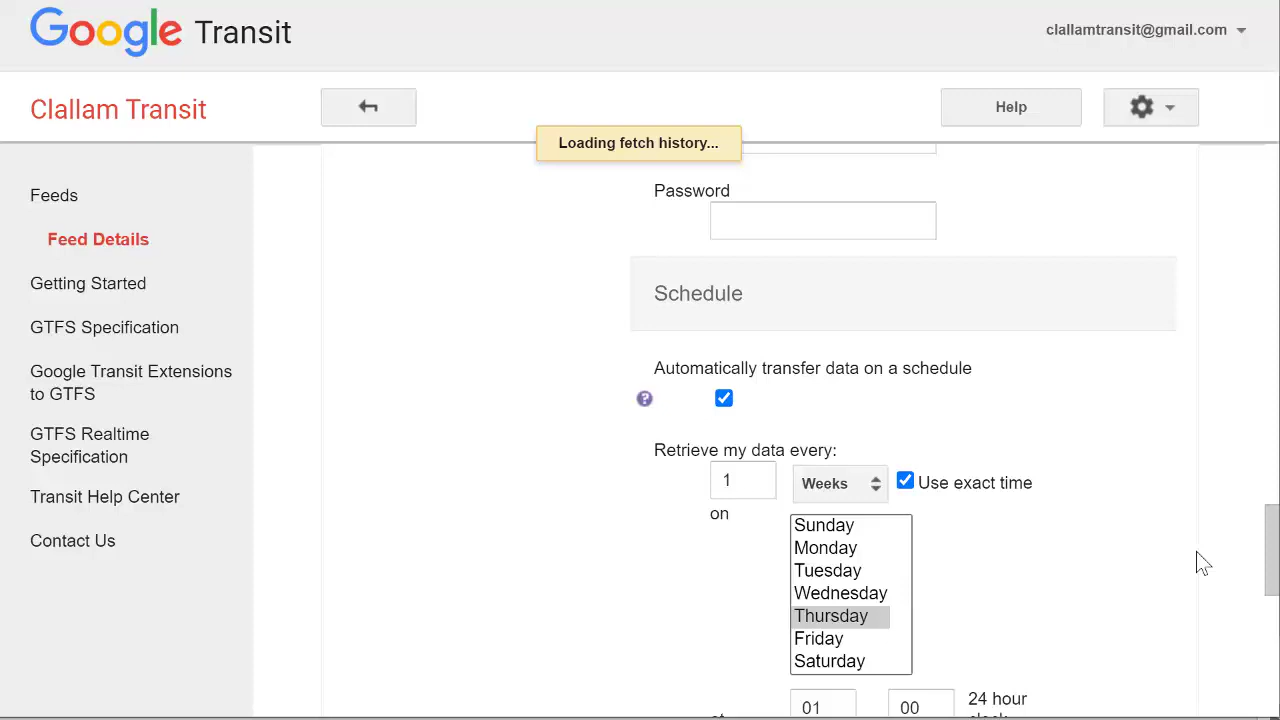 Google Transit
clallamtransit@gmail.com
Clallam Transit
Help
Loading fetch history...
Feeds
Feed Details
Getting Started
GTFS Specification
Google Transit Extensions
to GTFS
GTFS Realtime
Specification
Transit Help Center
Contact Us
Password
Schedule
Automatically transfer data on a schedule
?
Retrieve my data every:
1 Weeks Use exact time
on
Sunday
Monday
Tuesday
Wednesday
Thursday
Friday
Saturday
at 01 00 24 hour
clock